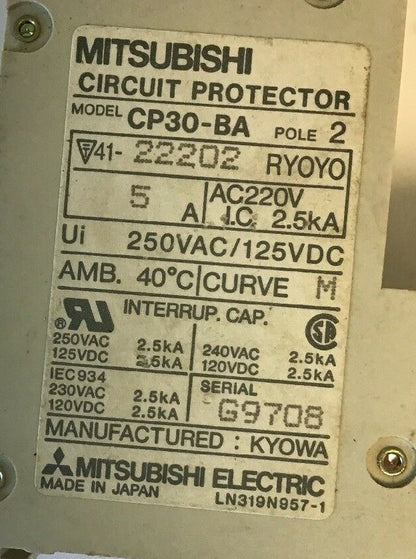 MITSUBISHI
CIRCUIT PROTECTOR
MODEL CP30-BA POLE 2
41-22202 RYOYO
5 A AC220V
I.C. 2.5kA
Ui 250VAC/125VDC
AMB. 40°C CURVE M
INTERRUP. CAP.
250VAC 2.5kA 240VAC 2.5kA
125VDC 2.5kA 120VDC 2.5kA
IEC934 SERIAL
230VAC 2.5kA G9708
120VDC 2.5kA
MANUFACTURED : KYOWA
MITSUBISHI ELECTRIC
MADE IN JAPAN LN319N957-1